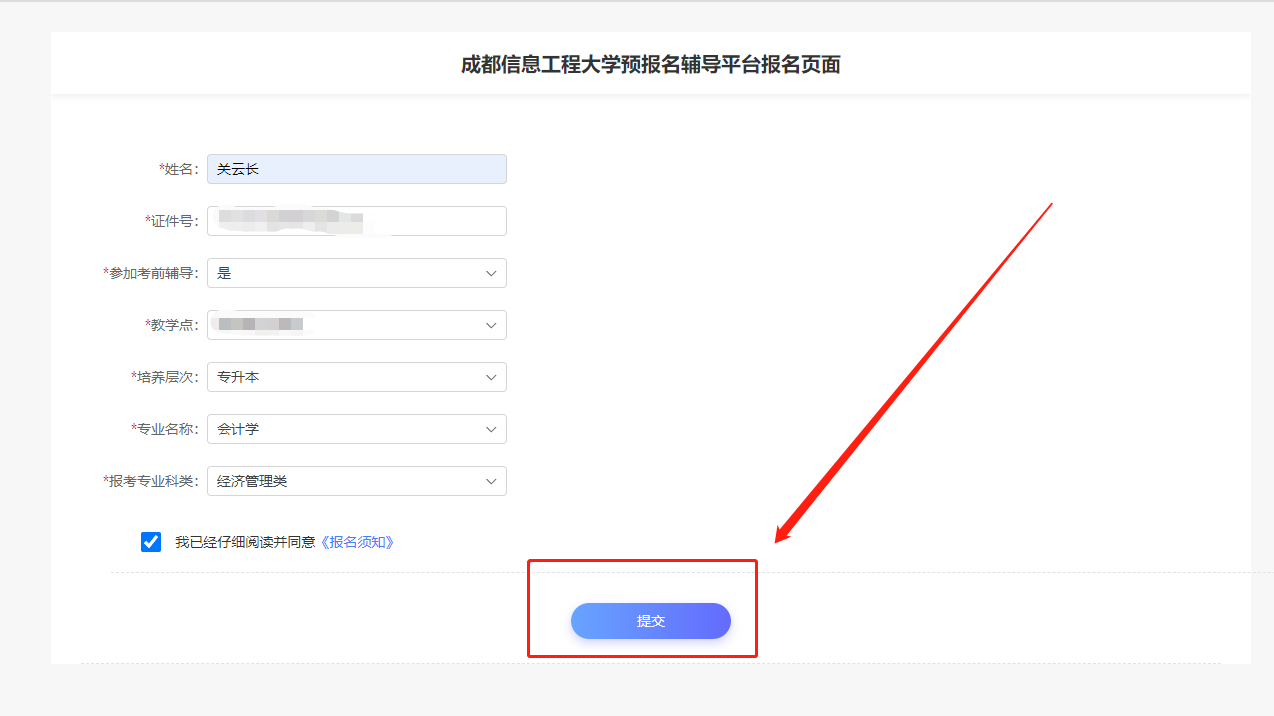 成都信息工程大学预报名辅导平台报名页面
*姓名： 关云长
*证件号：
*参加考前辅导： 是
*教学点：
*培养层次： 专升本
*专业名称： 会计学
*报考专业科类： 经济管理类
我已经仔细阅读并同意《报名须知》
提交